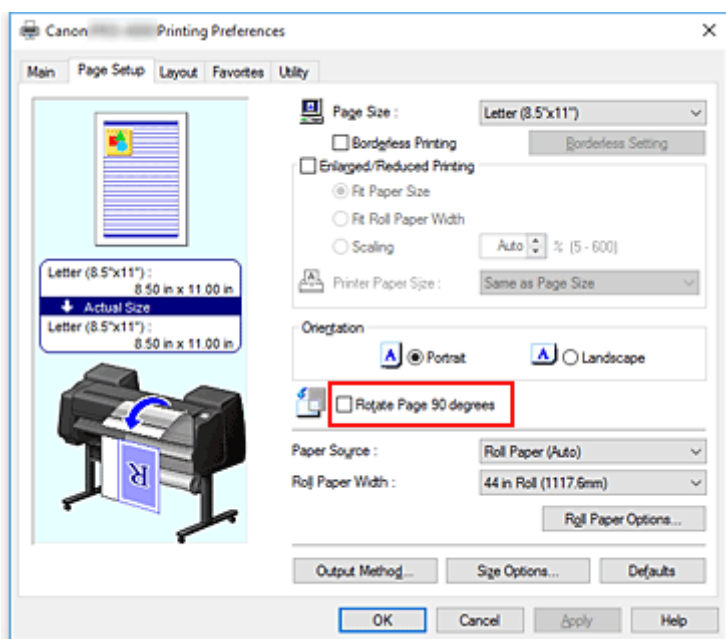 Canon Printing Preferences
Main Page Setup Layout Favorites Utility
Page Size : Letter (8.5"x11")
Borderless Printing Borderless Setting
Enlarged/Reduced Printing
Fit Paper Size
Fit Roll Paper Width
Scaling Auto % (5 - 600)
Printer Paper Size : Same as Page Size
Letter (8.5"x11") :
8.50 in x 11.00 in
Actual Size
Letter (8.5"x11") :
8.50 in x 11.00 in
Orientation
A Portrait A Landscape
Rotate Page 90 degrees
Paper Source : Roll Paper (Auto)
Roll Paper Width : 44 in Roll (1117.6mm)
R
Roll Paper Options...
Output Method... Size Options... Defaults
OK Cancel Apply Help